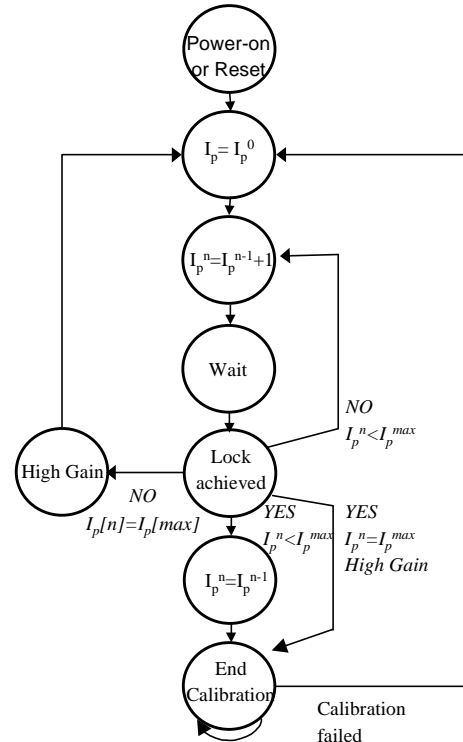 Power-on
or Reset
I_p= I_p^0
I_p^n=I_p^{n-1}+1
Wait
NO
I_p^n<I_p^{max}
High Gain
Lock
achieved
NO
I_p[n]=I_p[max]
YES
I_p^n<I_p^{max}
YES
I_p^n=I_p^{max}
High Gain
I_p^n=I_p^{n-1}
End
Calibration
Calibration
failed